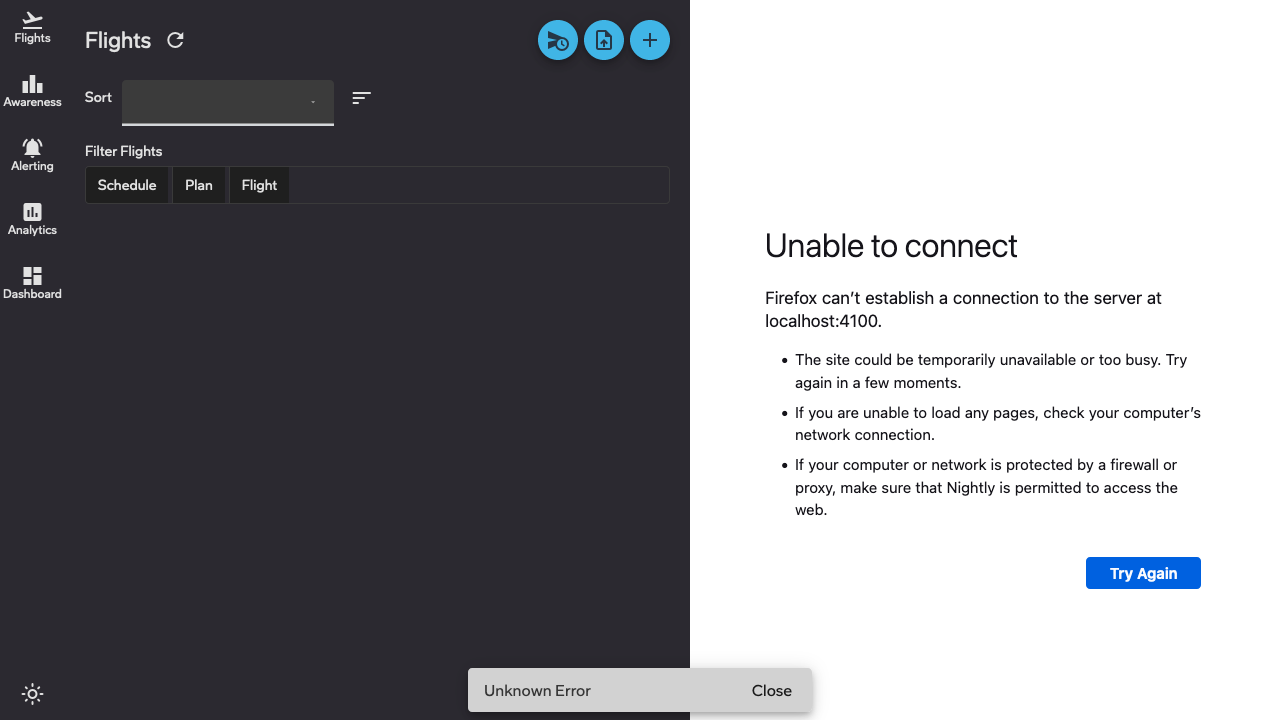 Flights
Awareness
Alerting
Analytics
Dashboard
Flights
Sort
Filter Flights
Schedule
Plan
Flight
Unable to connect
Firefox can’t establish a connection to the server at
localhost:4100.
The site could be temporarily unavailable or too busy. Try
again in a few moments.
If you are unable to load any pages, check your computer’s
network connection.
If your computer or network is protected by a firewall or
proxy, make sure that Nightly is permitted to access the
web.
Try Again
Unknown Error
Close